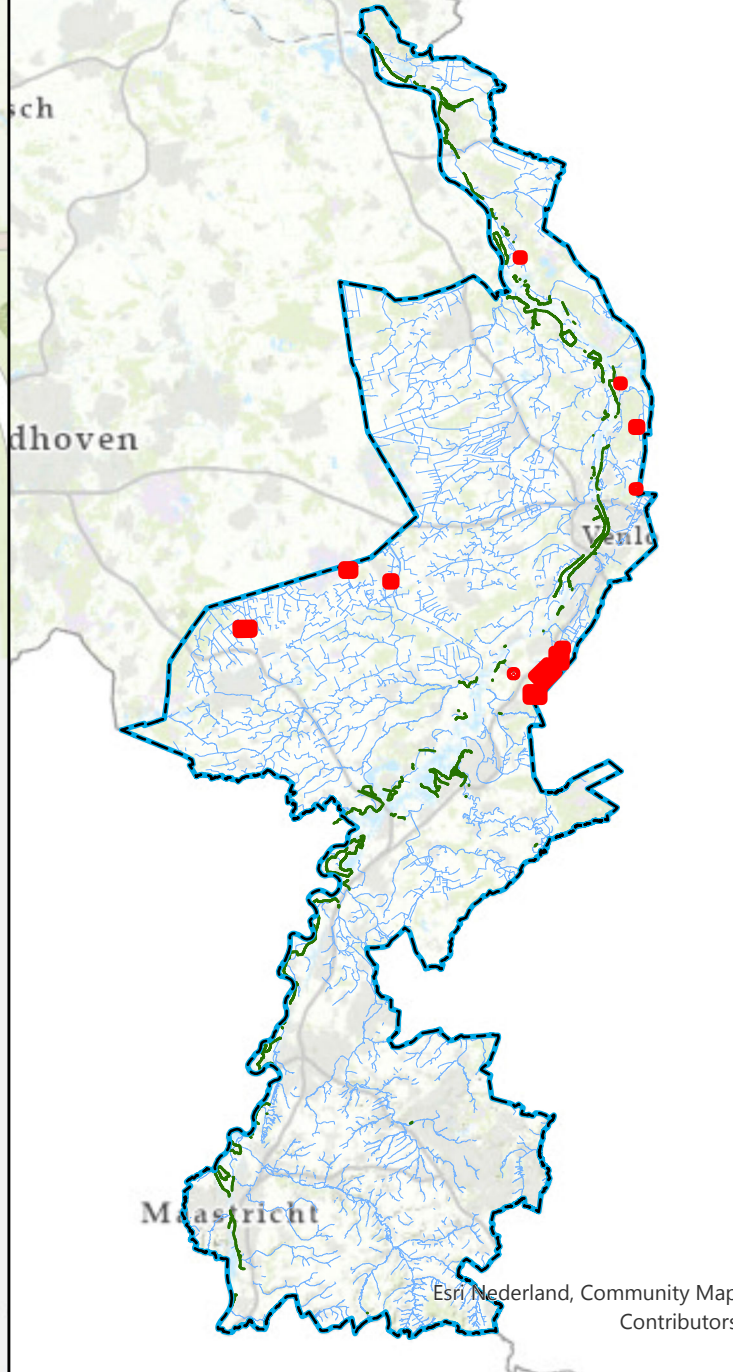 sch
dhoven
Venlo
Maastricht
Esri Nederland, Community Map
Contributors